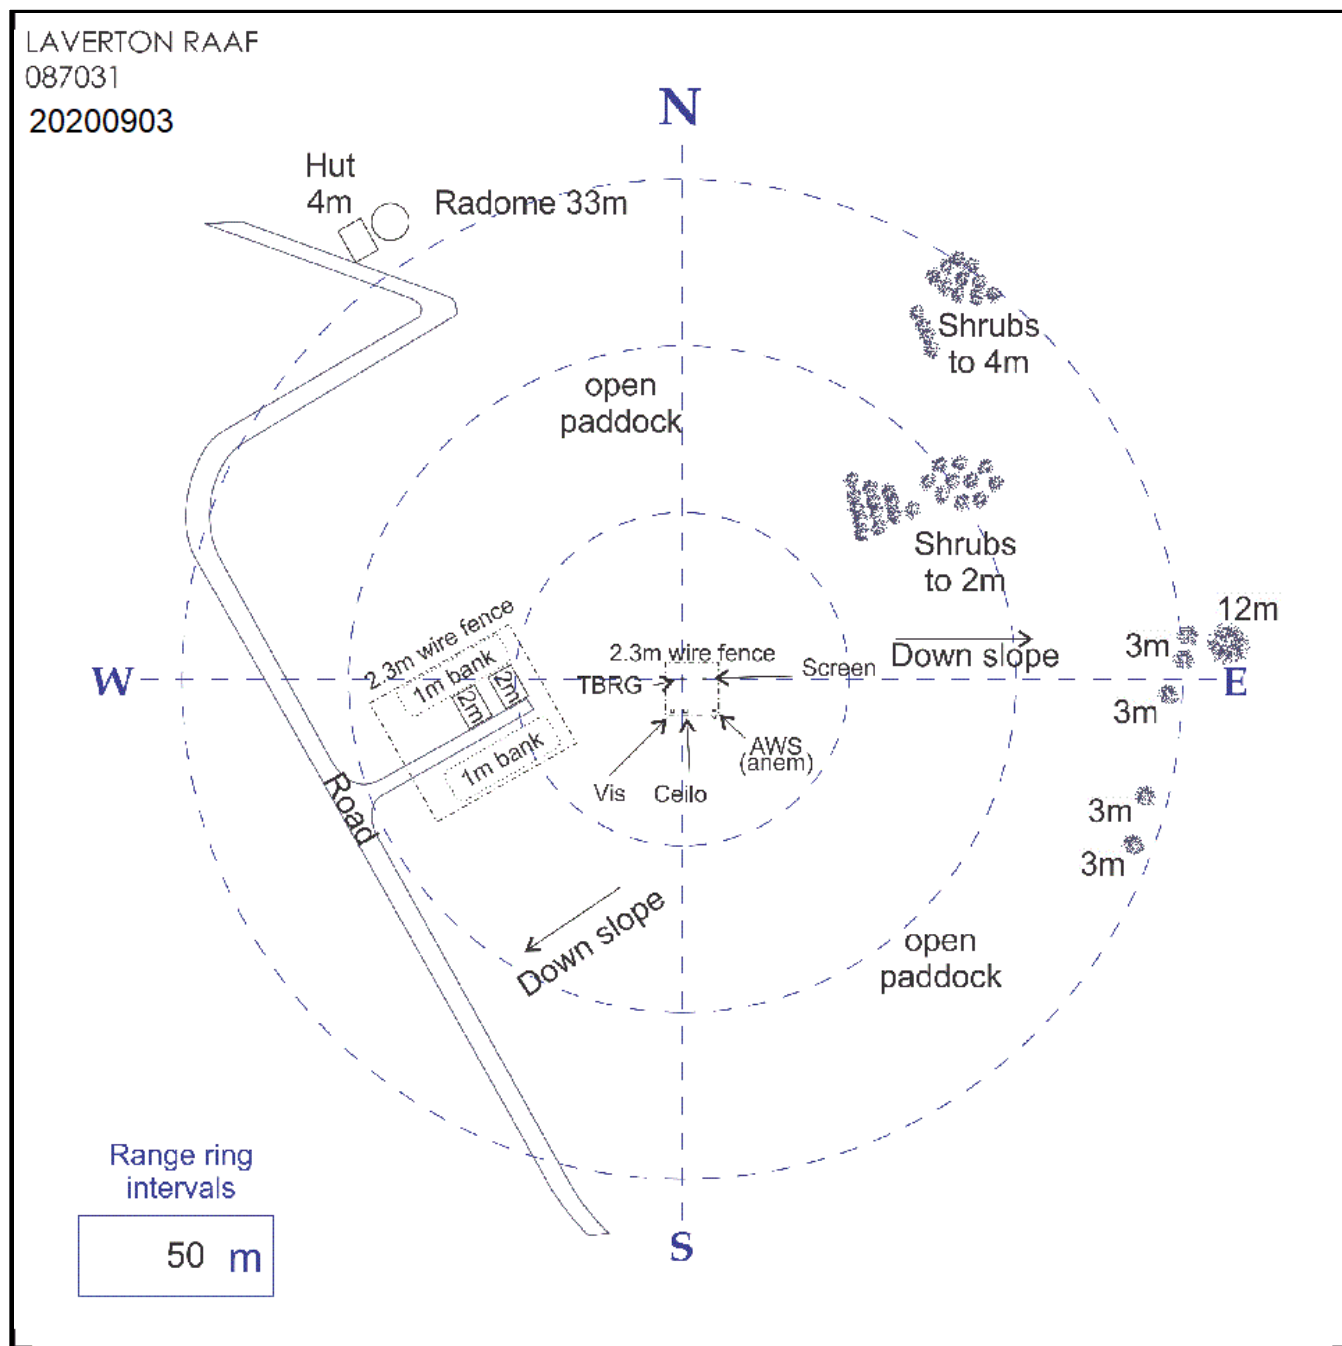 LAVERTON RAAF
087031
20200903
N
Hut
4m
Radome 33m
Shrubs
to 4m
open
paddock
Shrubs
to 2m
12m
2.3m wire fence
2.3m wire fence
3m
Down slope
Screen
1m bank
2m
2m
W
TBRG
E
3m
AWS
(anem)
1m bank
Vis
Ceilo
Road
3m
3m
Down slope
open
paddock
Range ring
intervals
50 m
S